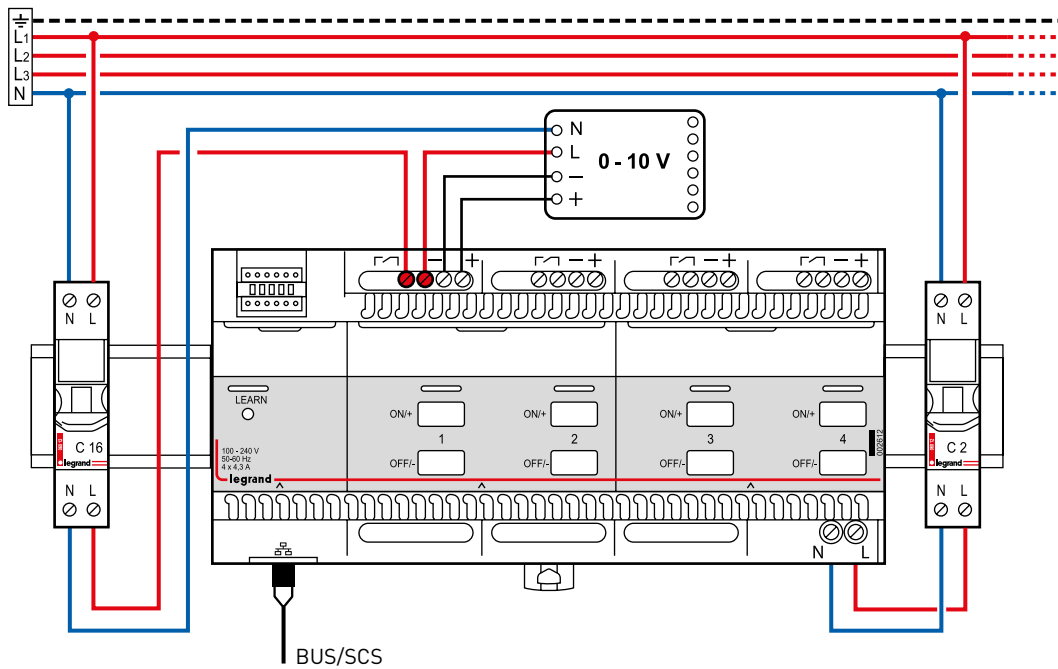 L1
L2
L3
N
N
L
−
+
0 - 10 V
− +
− +
− +
− +
N L
N L
C 16
legrand
N L
LEARN
100 - 240 V
50-60 Hz
4 x 4,3 A
legrand
ON/+
1
OFF/-
ON/+
2
OFF/-
ON/+
3
OFF/-
ON/+
4
OFF/-
002612
C 2
legrand
N L
N L
BUS/SCS